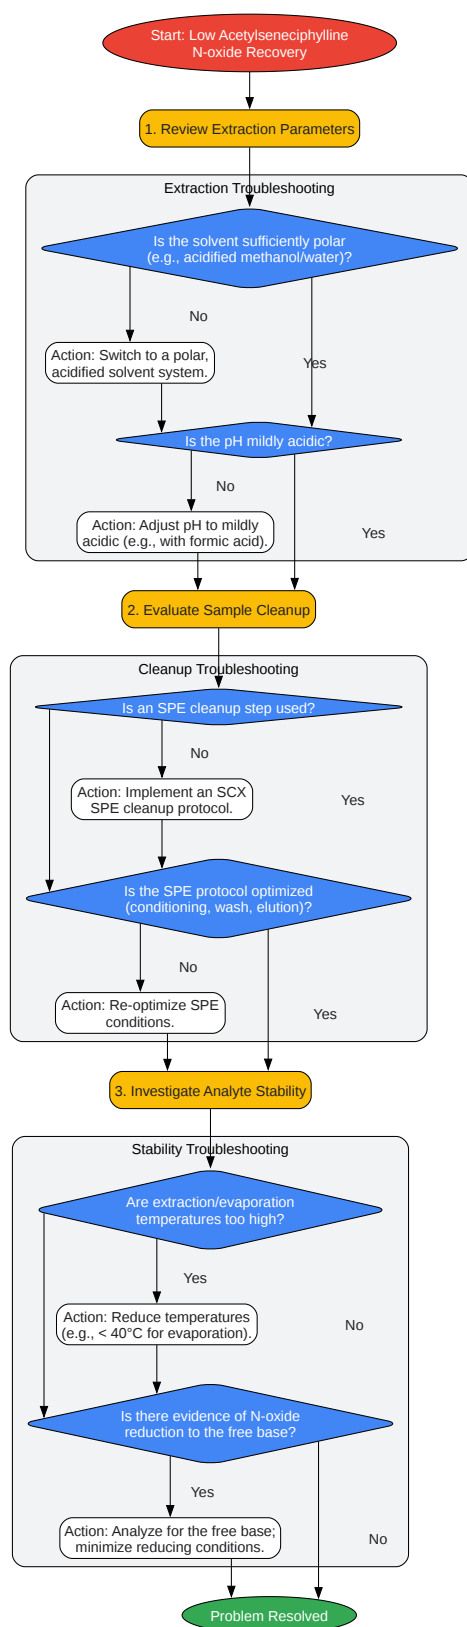 Start: Low Acetylseneciphylline
N-oxide Recovery
1. Review Extraction Parameters
Extraction Troubleshooting
Is the solvent sufficiently polar
(e.g., acidified methanol/water)?
No
Action: Switch to a polar,
acidified solvent system.
Yes
Is the pH mildly acidic?
No
Action: Adjust pH to mildly
acidic (e.g., with formic acid).
Yes
2. Evaluate Sample Cleanup
Cleanup Troubleshooting
Is an SPE cleanup step used?
No
Action: Implement an SCX
SPE cleanup protocol.
Yes
Is the SPE protocol optimized
(conditioning, wash, elution)?
No
Action: Re-optimize SPE
conditions.
Yes
3. Investigate Analyte Stability
Stability Troubleshooting
Are extraction/evaporation
temperatures too high?
Yes
Action: Reduce temperatures
(e.g., < 40°C for evaporation).
No
Is there evidence of N-oxide
reduction to the free base?
Yes
Action: Analyze for the free base;
minimize reducing conditions.
No
Problem Resolved